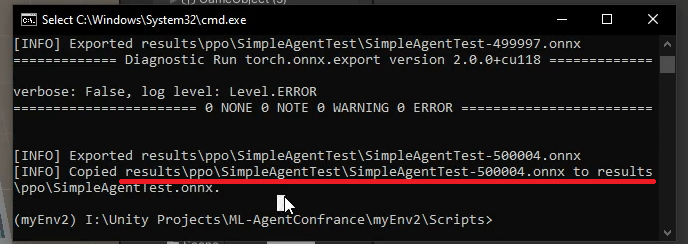 GameObject (3)
Select C:\Windows\System32\cmd.exe
[INFO] Exported results\ppo\SimpleAgentTest\SimpleAgentTest-499997.onnx
============= Diagnostic Run torch.onnx.export version 2.0.0+cu118 =============
verbose: False, log level: Level.ERROR
======================= 0 NONE 0 NOTE 0 WARNING 0 ERROR ========================
[INFO] Exported results\ppo\SimpleAgentTest\SimpleAgentTest-500004.onnx
[INFO] Copied results\ppo\SimpleAgentTest\SimpleAgentTest-500004.onnx to results
\ppo\SimpleAgentTest.onnx.
(myEnv2) I:\Unity Projects\ML-AgentConfrance\myEnv2\Scripts>